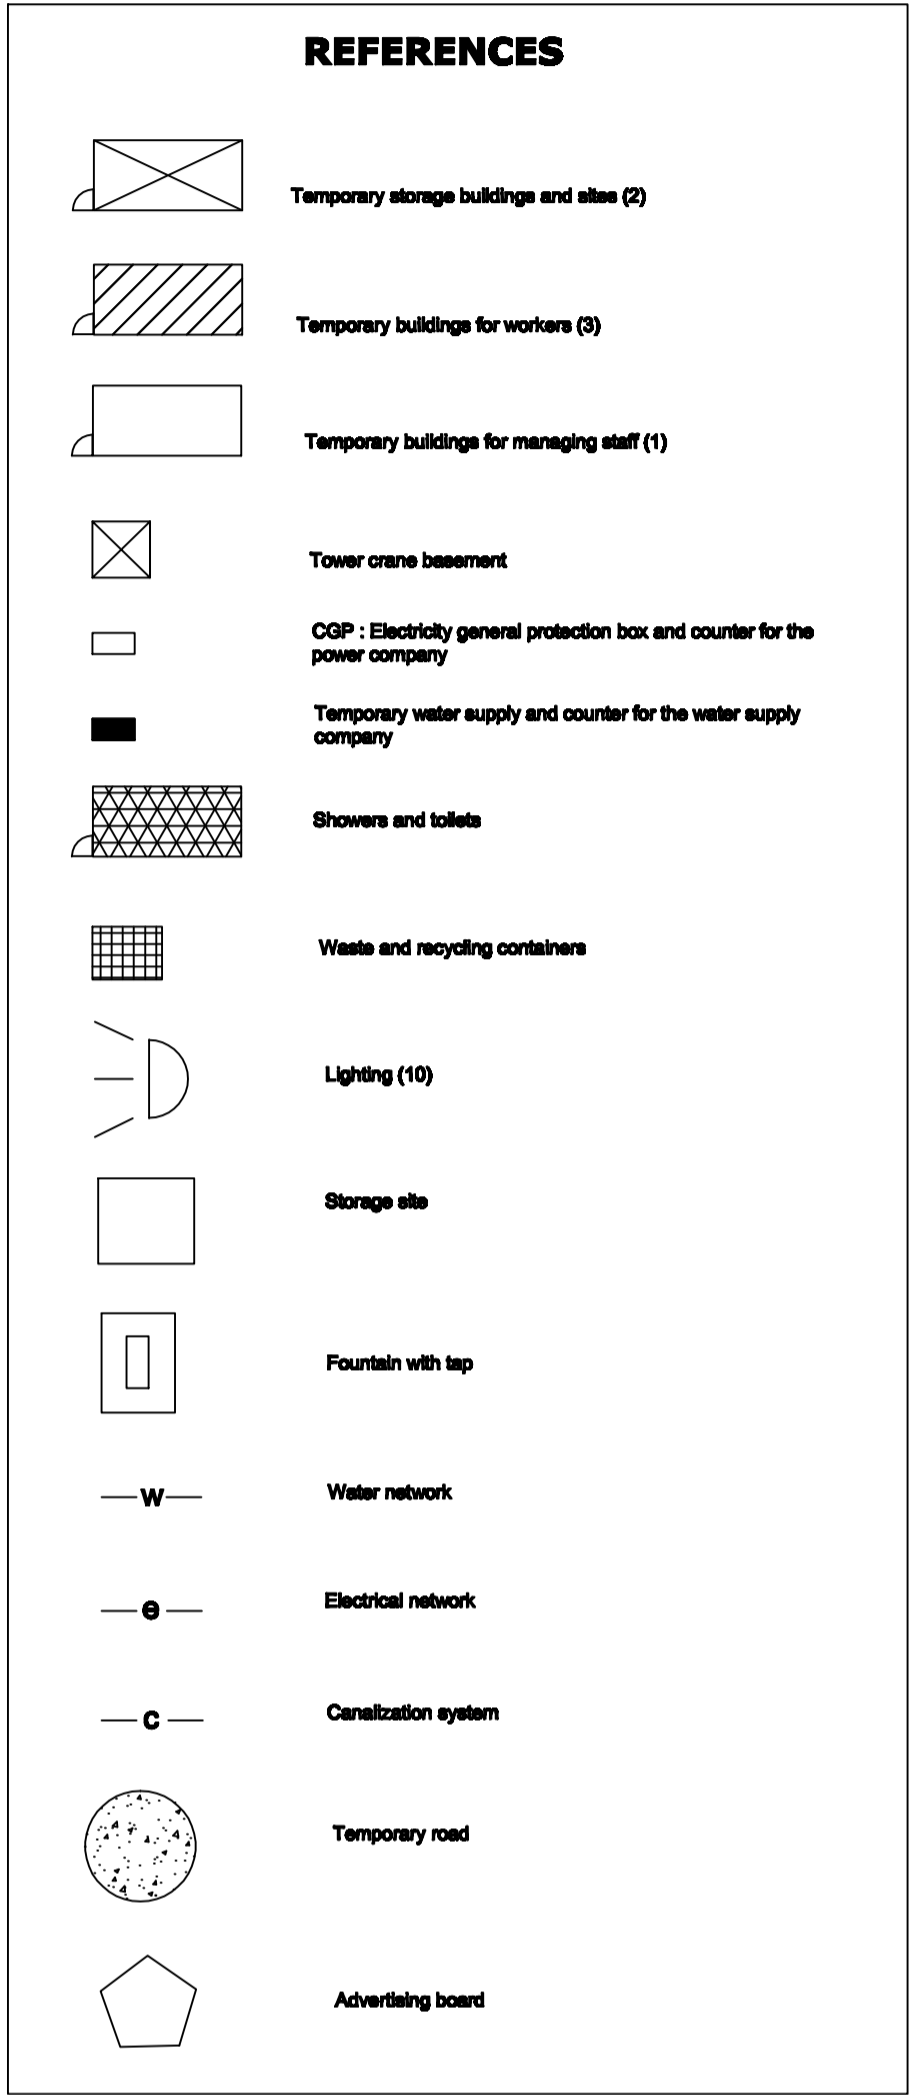 REFERENCES
Temporary storage buildings and sites (2)
Temporary buildings for workers (3)
Temporary buildings for managing staff (1)
Tower crane basement
CGP : Electricity general protection box and counter for the
power company
Temporary water supply and counter for the water supply
company
Showers and toilets
Waste and recycling containers
Lighting (10)
Storage site
Fountain with tap
W
Water network
e
Electrical network
C
Canalization system
Temporary road
Advertising board